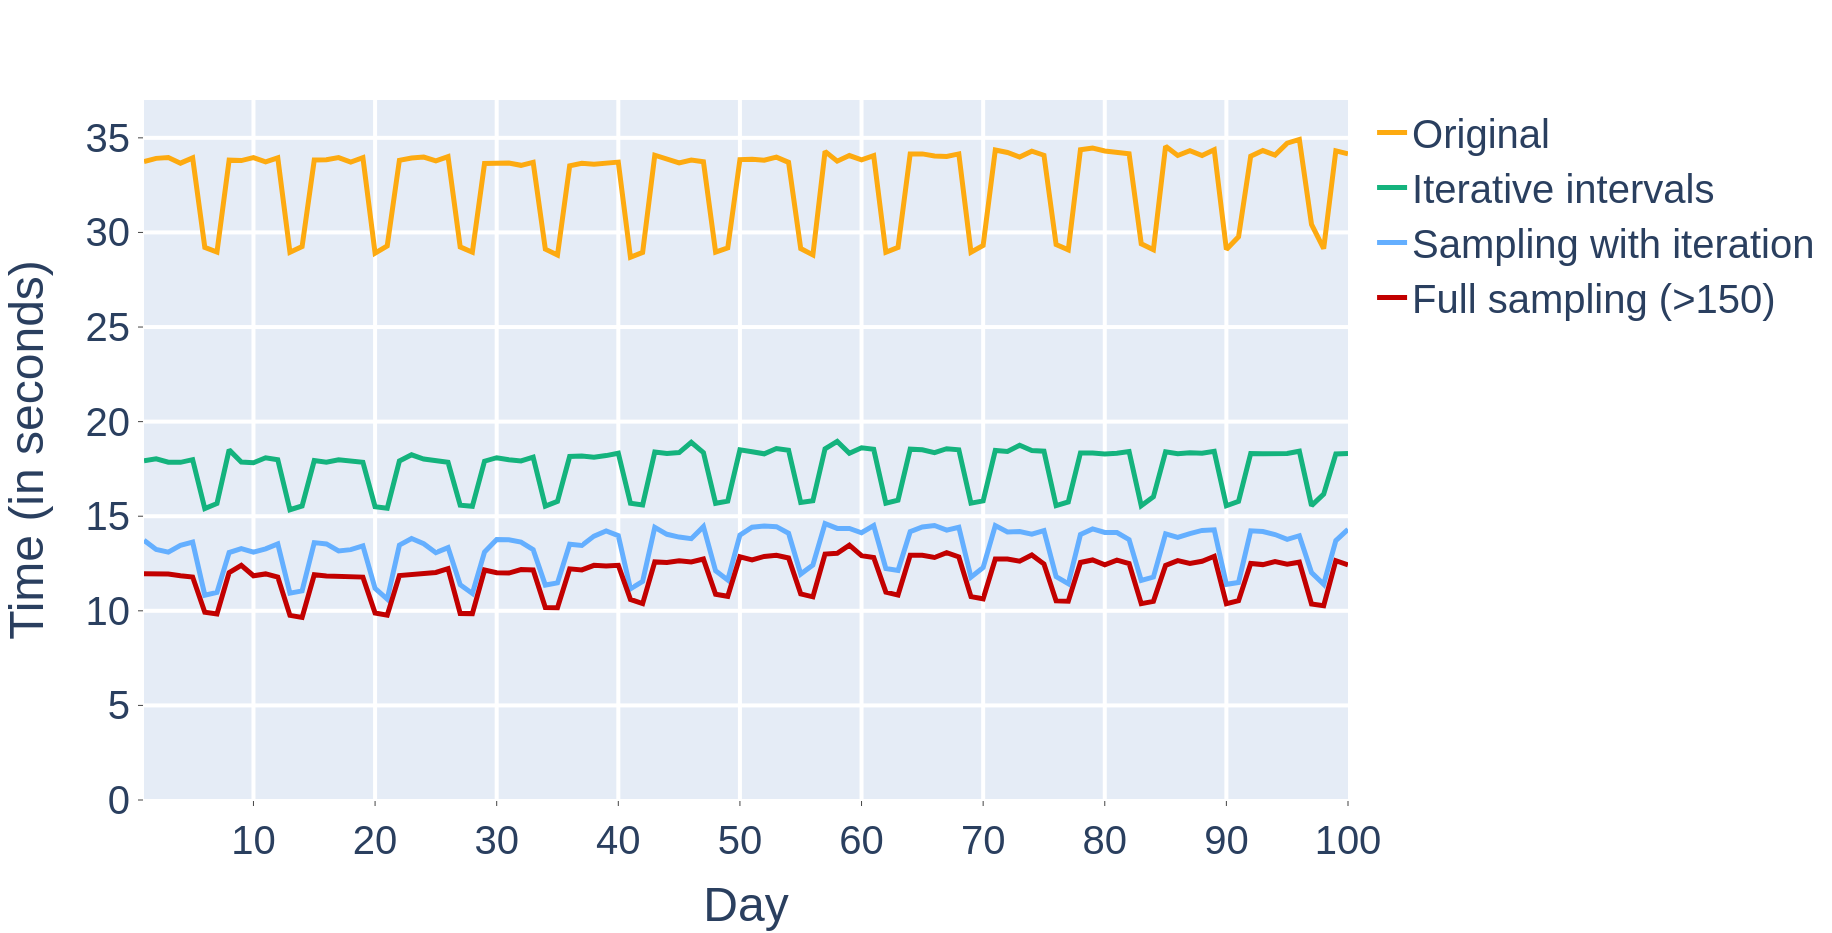 35
30
25
20
15
10
5
0
Time (in seconds)
10 20 30 40 50 60 70 80 90 100
Day
Original
Iterative intervals
Sampling with iteration
Full sampling (>150)